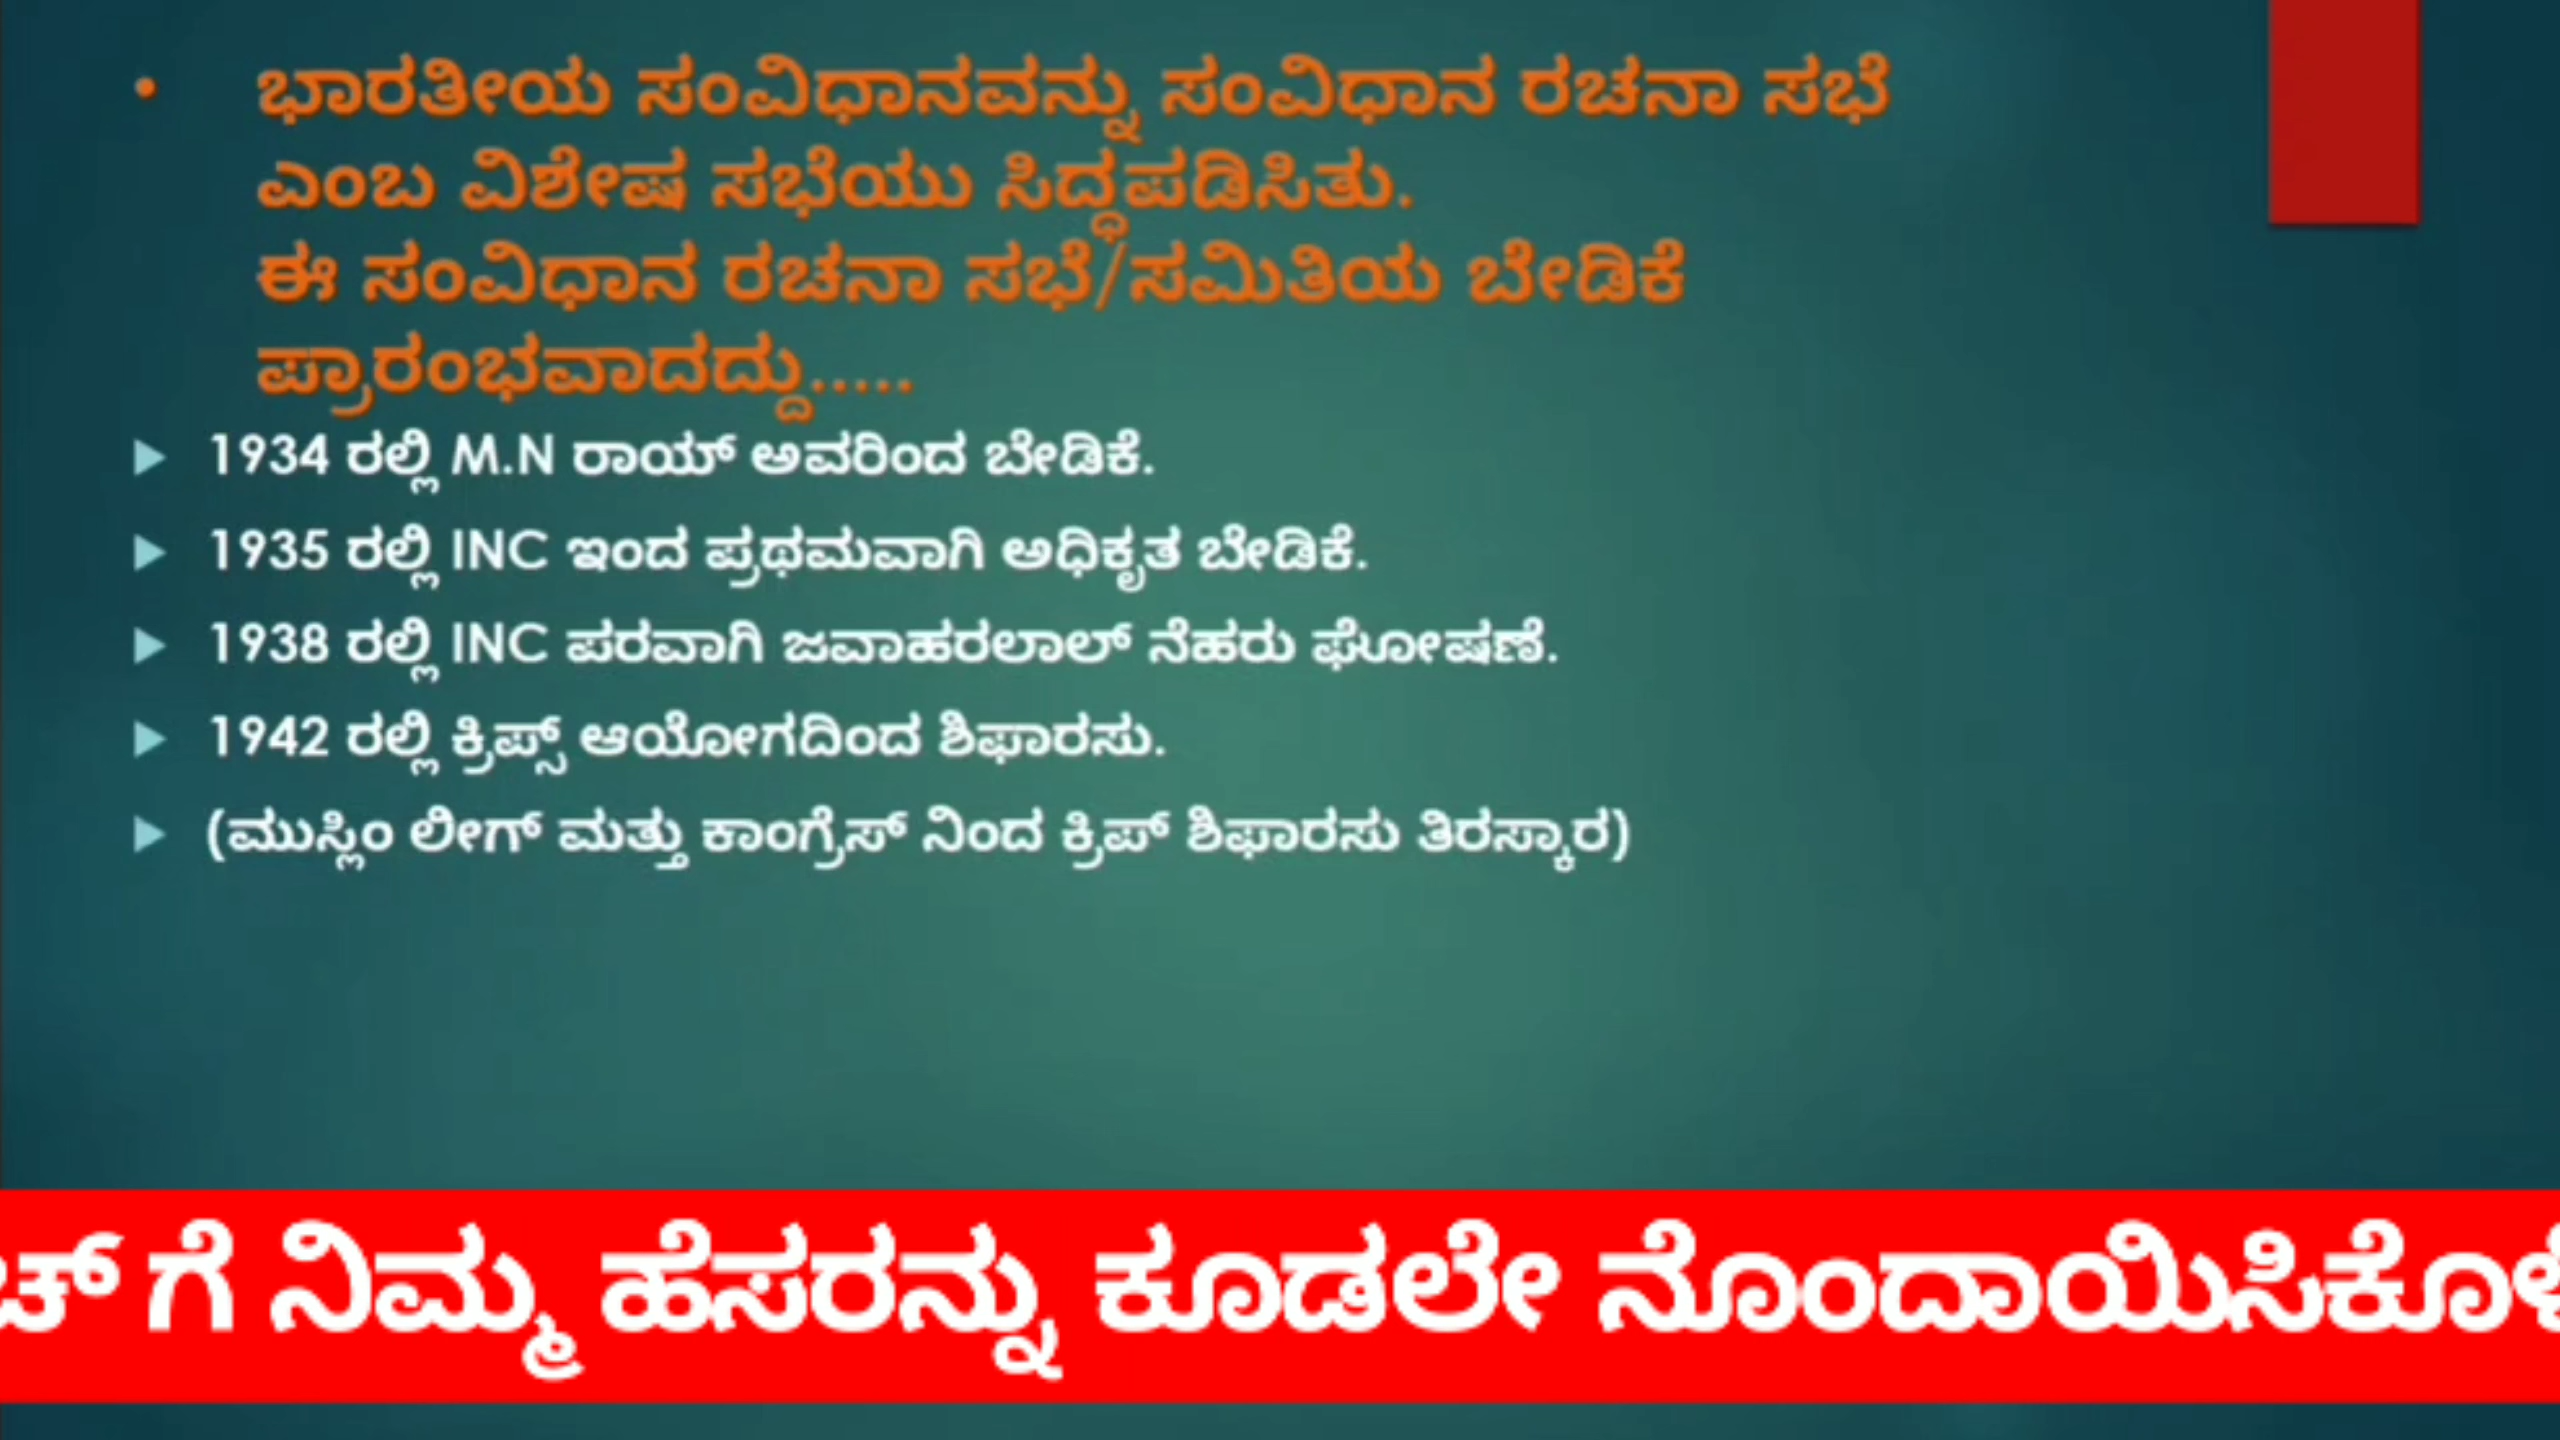 • ಭಾರತೀಯ ಸಂವಿಧಾನವನ್ನು ಸಂವಿಧಾನ ರಚನಾ ಸಭೆ
ಎಂಬ ವಿಶೇಷ ಸಭೆಯು ಸಿದ್ಧಪಡಿಸಿತು.
ಈ ಸಂವಿಧಾನ ರಚನಾ ಸಭೆ/ಸಮಿತಿಯ ಬೇಡಿಕೆ
ಪ್ರಾರಂಭವಾದದ್ದು.....
1934 ರಲ್ಲಿ M.N ರಾಯ್ ಅವರಿಂದ ಬೇಡಿಕೆ.
1935 ರಲ್ಲಿ INC ಇಂದ ಪ್ರಥಮವಾಗಿ ಅಧಿಕೃತ ಬೇಡಿಕೆ.
1938 ರಲ್ಲಿ INC ಪರವಾಗಿ ಜವಾಹರಲಾಲ್ ನೆಹರು ಘೋಷಣೆ.
1942 ರಲ್ಲಿ ಕ್ರಿಪ್ಸ್ ಆಯೋಗದಿಂದ ಶಿಫಾರಸು.
(ಮುಸ್ಲಿಂ ಲೀಗ್ ಮತ್ತು ಕಾಂಗ್ರೆಸ್ ನಿಂದ ಕ್ರಿಪ್ ಶಿಫಾರಸು ತಿರಸ್ಕಾರ)
ಗೆ ನಿಮ್ಮ ಹೆಸರನ್ನು ಕೂಡಲೇ